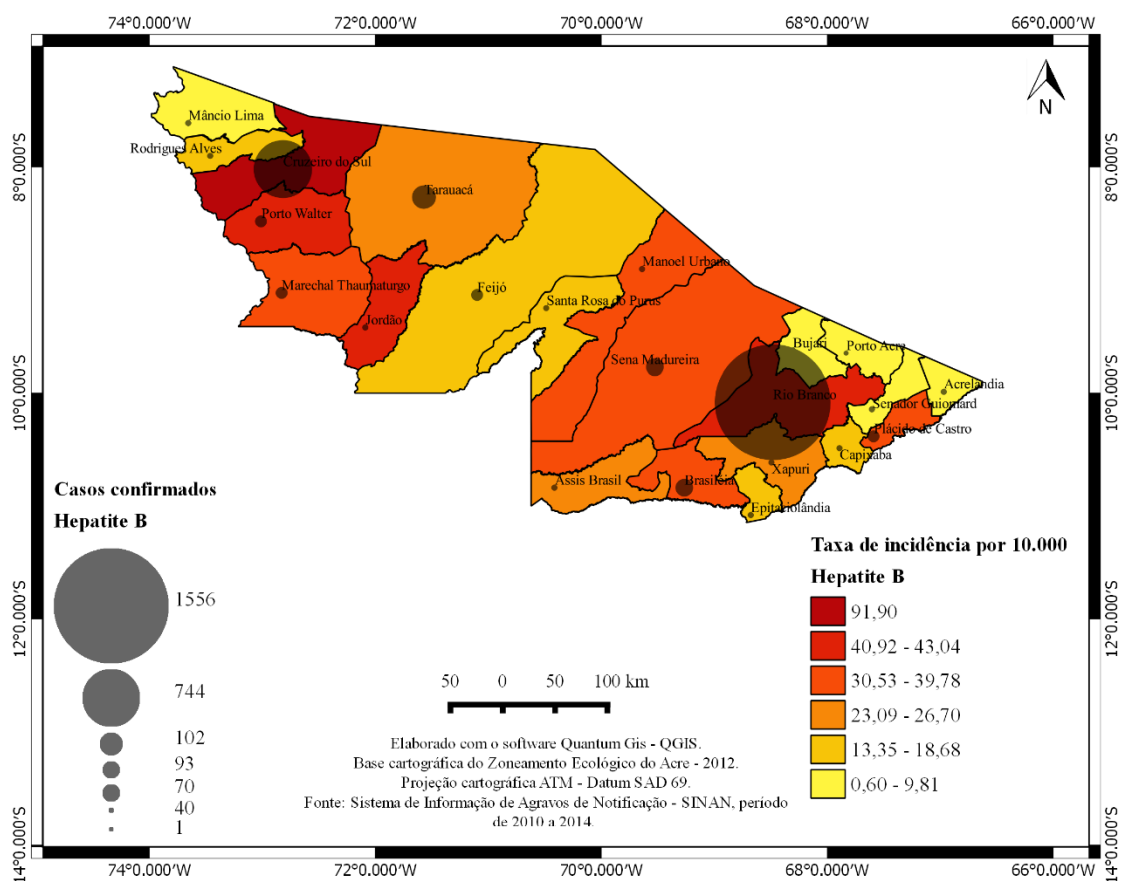 74°0.000'W 72°0.000'W 70°0.000'W 68°0.000'W 66°0.000'W
N
Mâncio Lima
Rodrigues Alves
Cruzeiro do Sul
8°0.000'S 8°0.000'S
Tarauacá
Porto Walter
Manoel Urbano
Marechal Thaumaturgo
Feijó
Santa Rosa do Purus
Jordão
Bujari
Porto Acre
Sena Madureira
Acrelândia
10°0.000'S 10°0.000'S
Rio Branco
Senador Guiomard
Plácido de Castro
Capixaba
Xapuri
Assis Brasil
Brasiléia
Epitaciolândia
Casos confirmados
Hepatite B
1556
744
102
93
70
40
1
Taxa de incidência por 10.000
Hepatite B
91,90
40,92 - 43,04
30,53 - 39,78
23,09 - 26,70
13,35 - 18,68
0,60 - 9,81
12°0.000'S 12°0.000'S
50 0 50 100 km
Elaborado com o software Quantum Gis - QGIS.
Base cartográfica do Zoneamento Ecológico do Acre - 2012.
Projeção cartográfica ATM - Datum SAD 69.
Fonte: Sistema de Informação de Agravos de Notificação - SINAN, período
de 2010 a 2014.
14°0.000'S 14°0.000'S
74°0.000'W 72°0.000'W 70°0.000'W 68°0.000'W 66°0.000'W